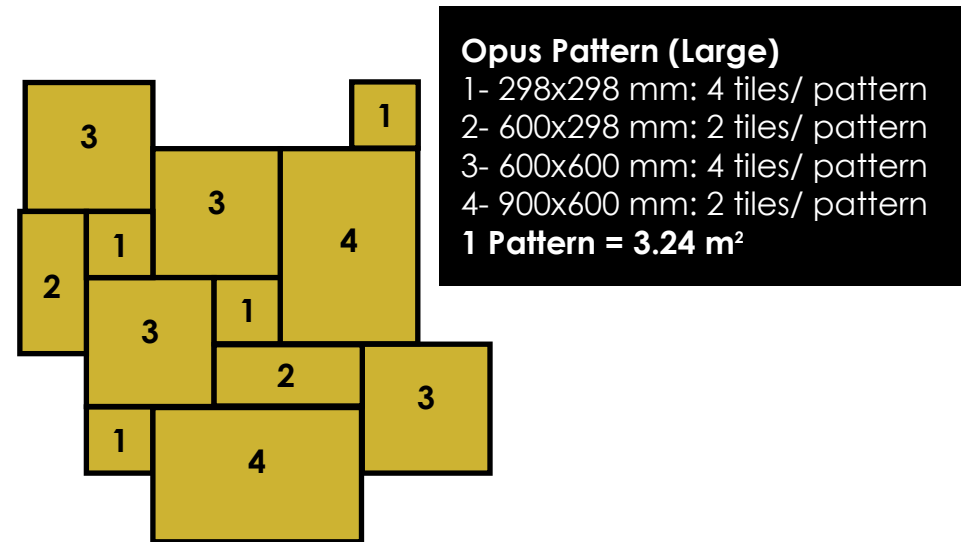 Opus Pattern (Large)
1- 298x298 mm: 4 tiles/ pattern
2- 600x298 mm: 2 tiles/ pattern
3- 600x600 mm: 4 tiles/ pattern
4- 900x600 mm: 2 tiles/ pattern
1 Pattern = 3.24 m²
3
1
3
4
1
2
1
3
2
3
1
4